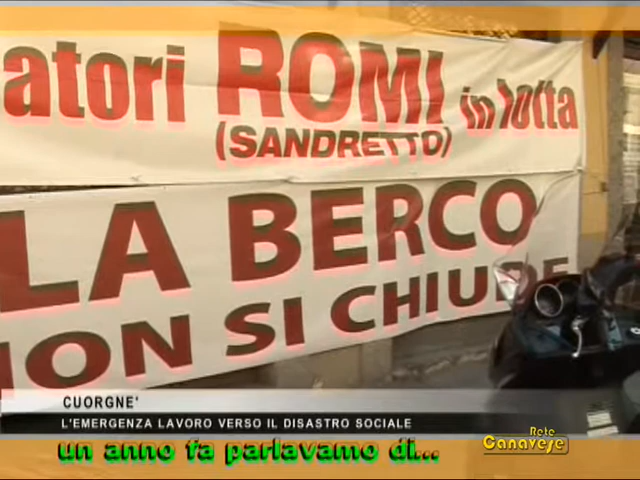 atori ROMI in lotta
(SANDRETTO)
LA BERCO
NON SI CHIUDE
CUORGNE'
L'EMERGENZA LAVORO VERSO IL DISASTRO SOCIALE
un anno fa parlavamo di...
Rete
Canavese